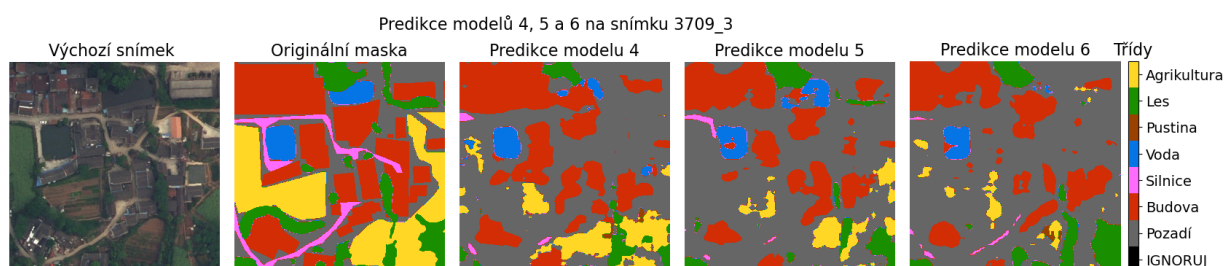 Predikce modelů 4, 5 a 6 na snímku 3709_3
Výchozí snímek
Originální maska
Predikce modelu 4
Predikce modelu 5
Predikce modelu 6
Třídy
Agrikultura
Les
Pustina
Voda
Silnice
Budova
Pozadí
IGNORUJ